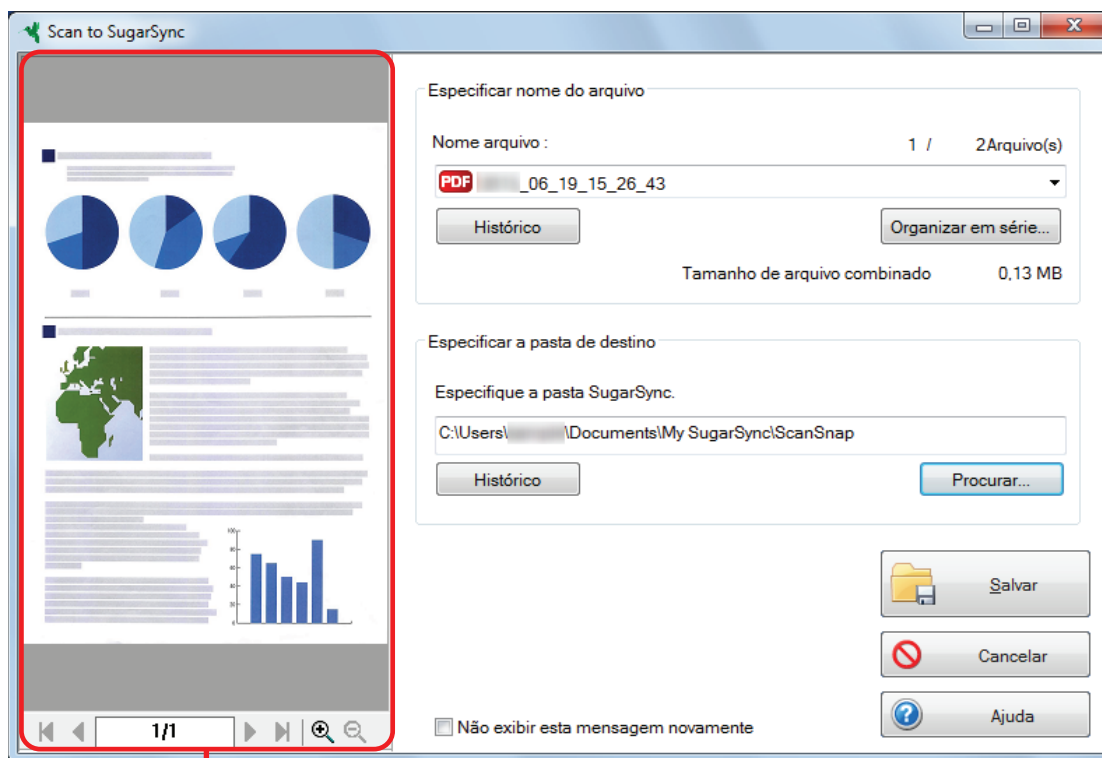 Scan to SugarSync
Especificar nome do arquivo
Nome arquivo :
1 / 2Arquivo(s)
PDF _06_19_15_26_43
Histórico
Organizar em série...
Tamanho de arquivo combinado 0,13 MB
Especificar a pasta de destino
Especifique a pasta SugarSync.
C:\Users\ \Documents\My SugarSync\ScanSnap
Histórico
Procurar...
Salvar
Cancelar
Ajuda
Não exibir esta mensagem novamente
1/1